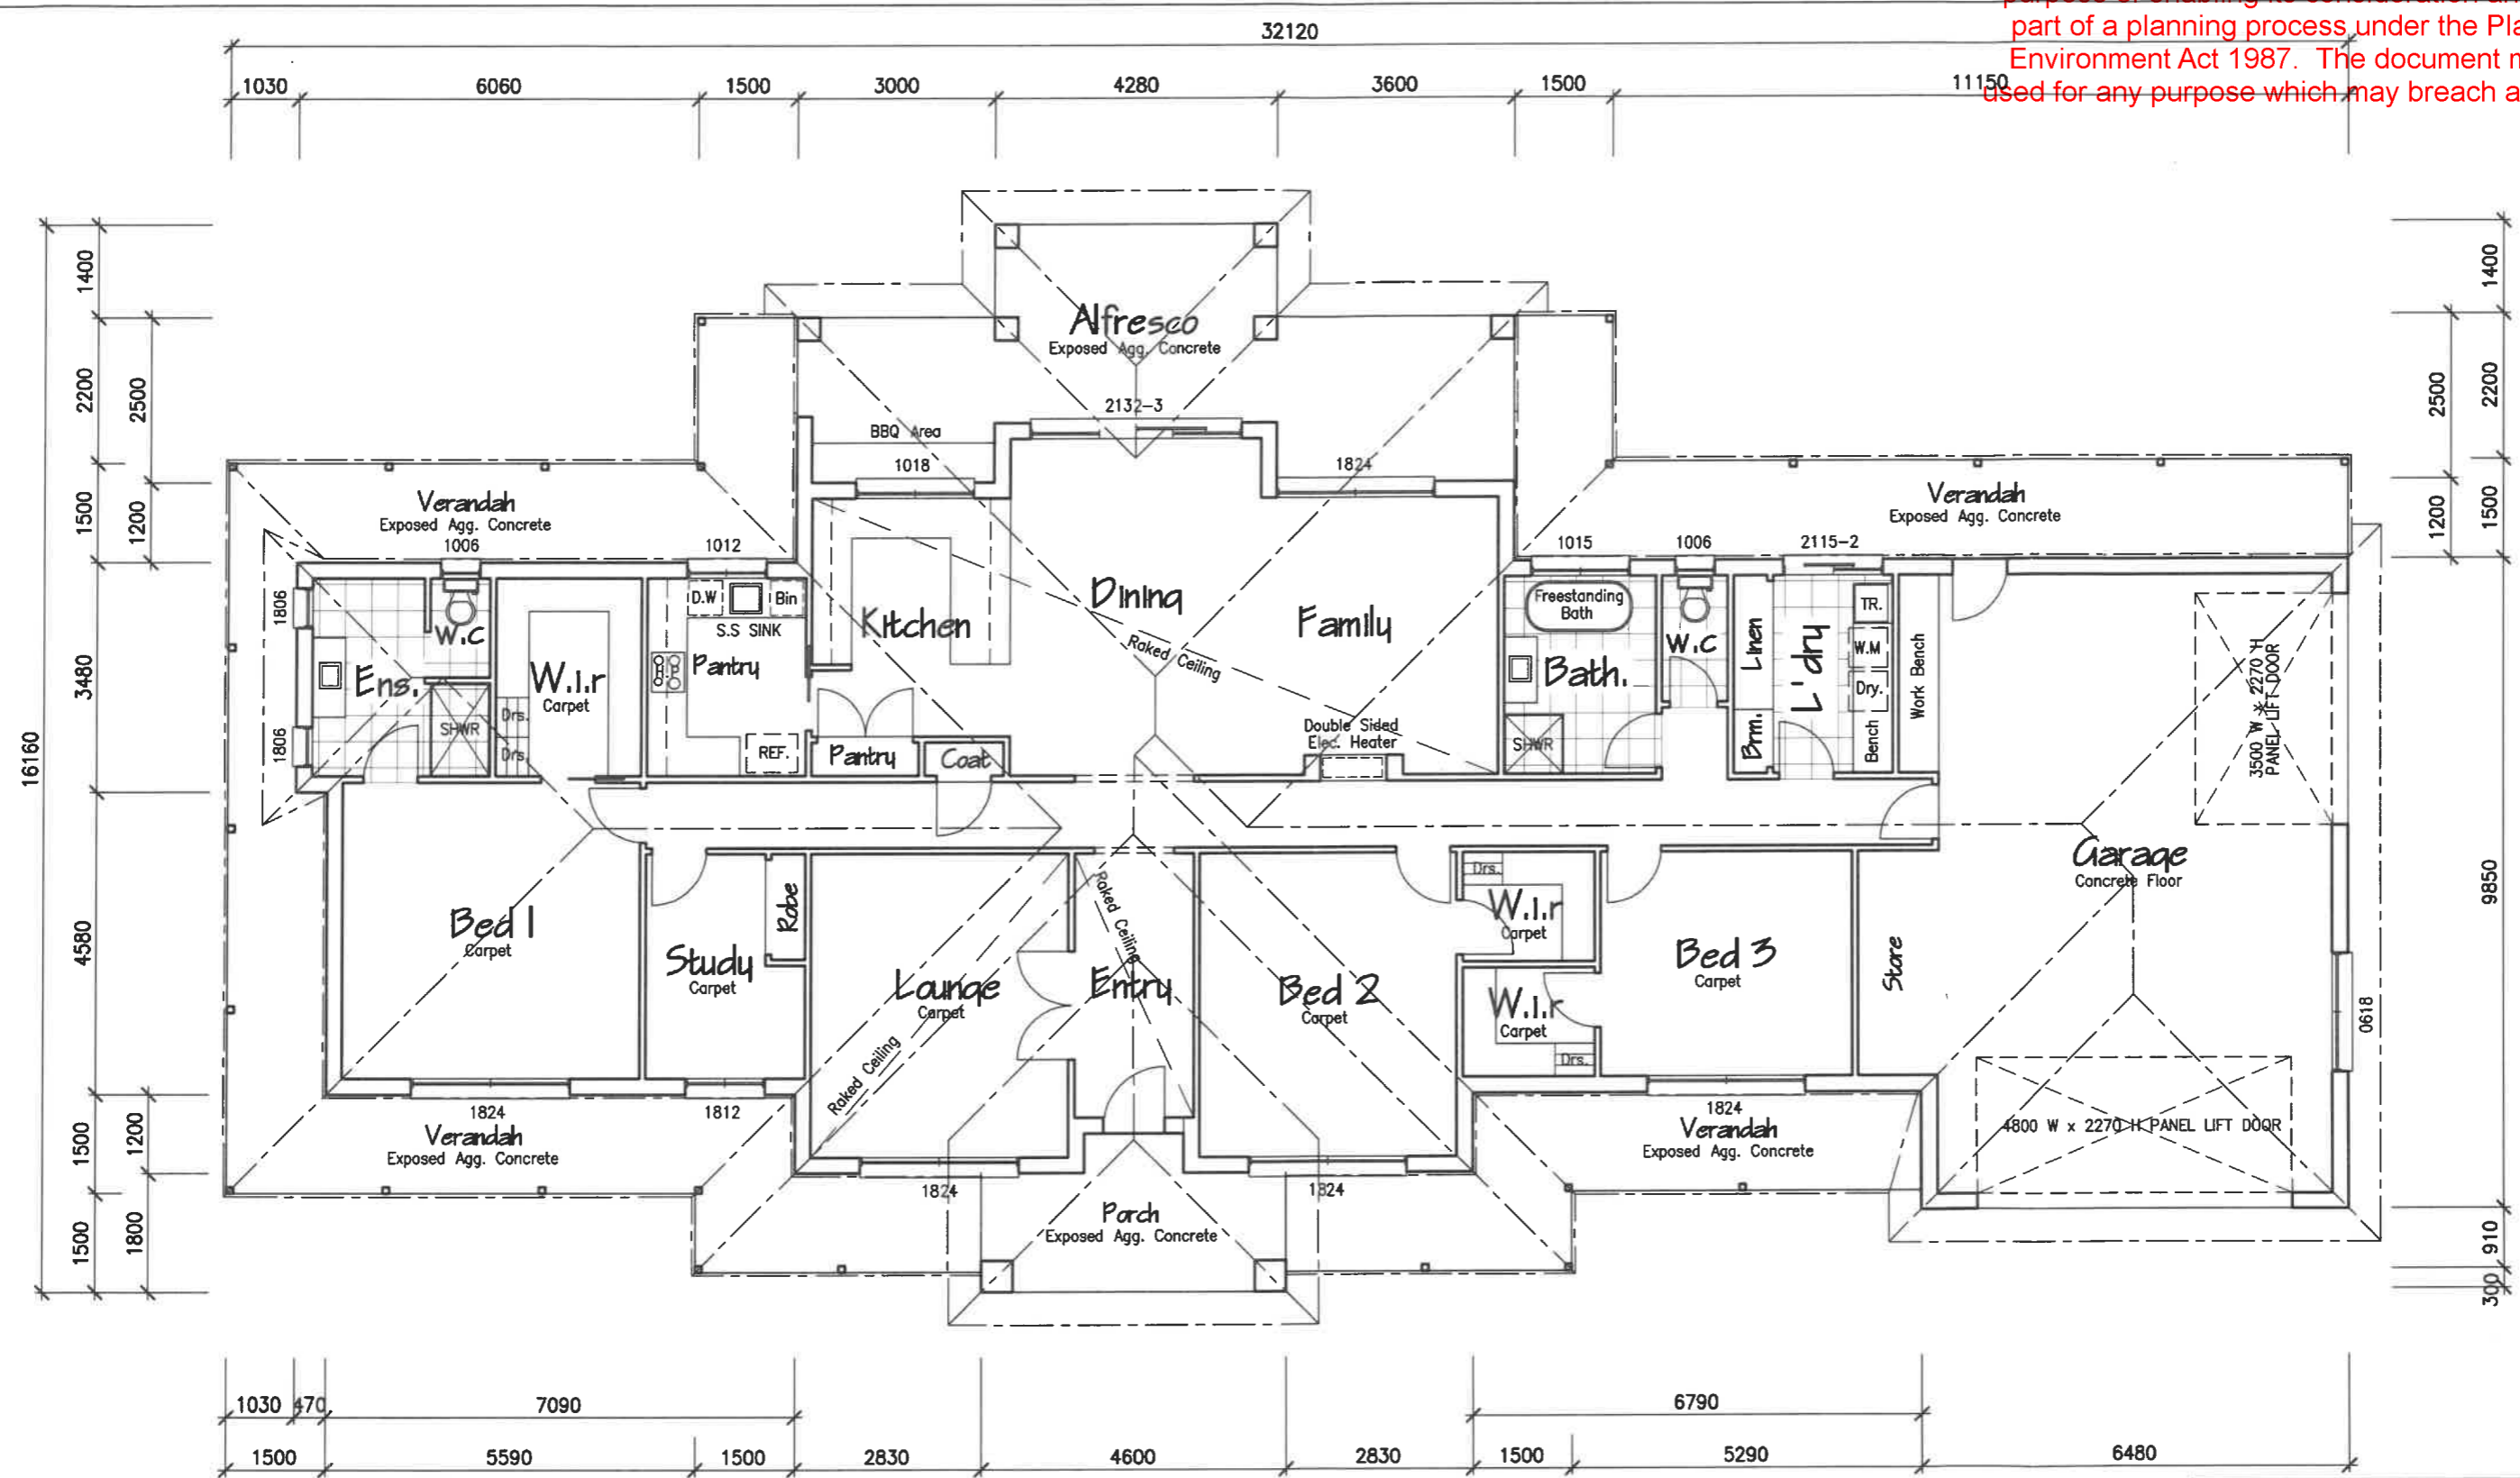 purpose of enabling its consideration and
part of a planning process under the Pla
Environment Act 1987. The document m
used for any purpose which may breach a
32120
1030 6060 1500 3000 4280 3600 1500 11150
16160
1400
2200
1500
3480
4580
1500
1500
2500
1200
1200
1800
1400
2200
1500
9850
910
300
2500
1200
Alfresco
Exposed Agg. Concrete
2132-3
BBQ Area
1018
1824
Verandah
Exposed Agg. Concrete
1006
1012
Verandah
Exposed Agg. Concrete
1015
1006
2115-2
1806
1806
Ens.
W.C
SHWR
W.I.r
Carpet
Drs.
Drs.
D.W
Bin
S.S SINK
Pantry
REF.
Kitchen
Pantry
Coat
Dining
Raked Ceiling
Family
Double Sided
Elec. Heater
Freestanding
Bath
Bath.
SHWR
W.C
Linen
Brm.
L'dry
TR.
W.M
Dry.
Bench
Work Bench
3500 W x 2270 H
PANEL LIFT DOOR
Garage
Concrete Floor
Bed 1
Carpet
Study
Carpet
Robe
Lounge
Carpet
Raked Ceiling
Entry
Raked Ceiling
Bed 2
Carpet
Drs.
W.I.r
Carpet
W.I.r
Carpet
Drs.
Bed 3
Carpet
Store
0618
4800 W x 2270 H PANEL LIFT DOOR
1824
1812
Verandah
Exposed Agg. Concrete
1824
1824
Porch
Exposed Agg. Concrete
1824
Verandah
Exposed Agg. Concrete
1030 470 7090 6790
1500 5590 1500 2830 4600 2830 1500 5290 6480